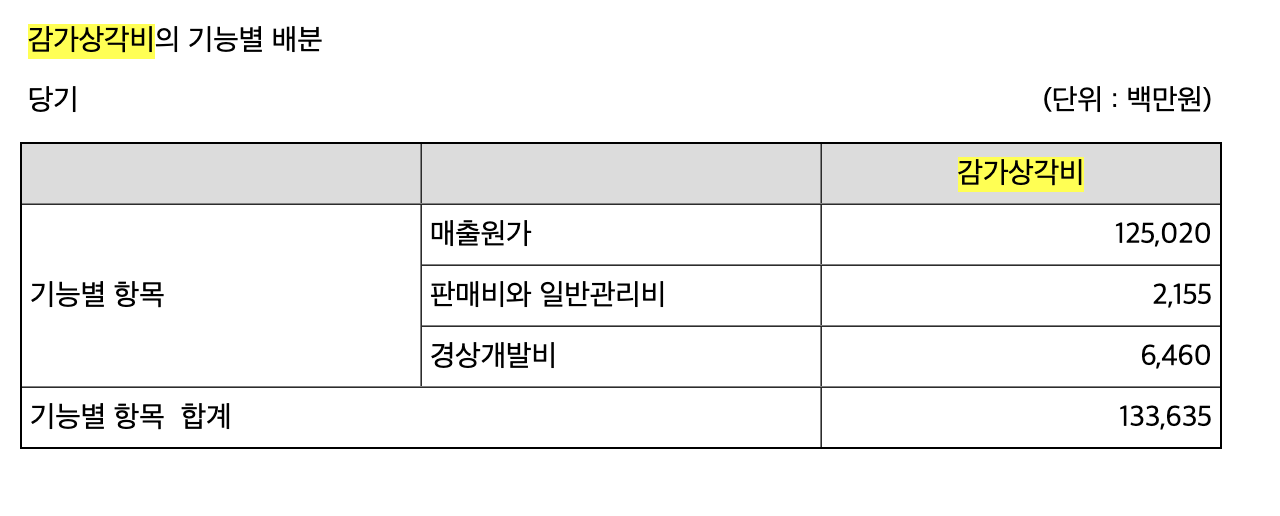 감가상각비의 기능별 배분
당기 (단위 : 백만원)
감가상각비
기능별 항목 매출원가 125,020
판매비와 일반관리비 2,155
경상개발비 6,460
기능별 항목 합계 133,635